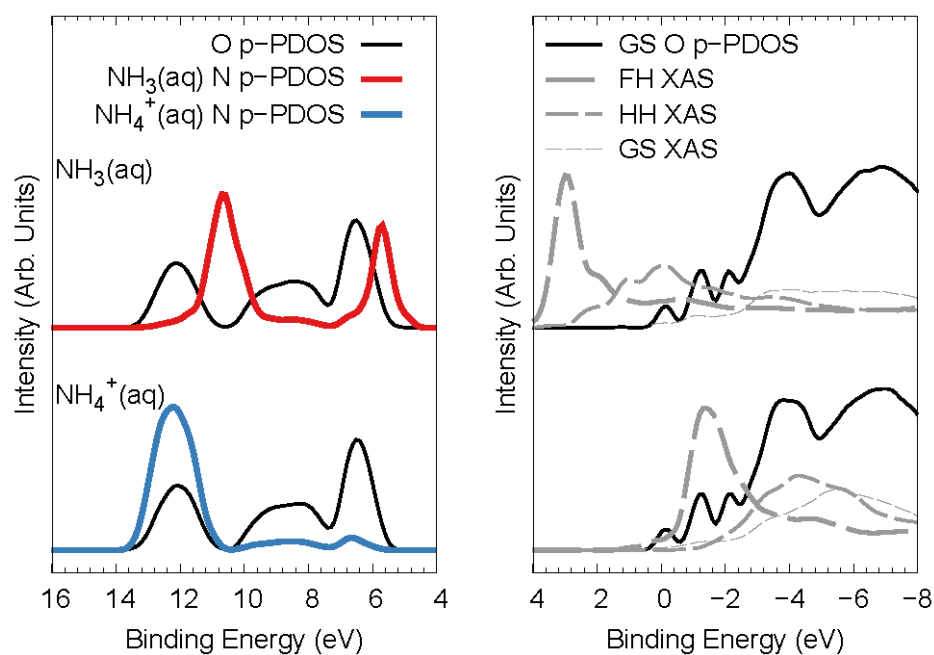 O p−PDOS
NH3(aq) N p−PDOS
NH4+(aq) N p−PDOS
NH3(aq)
NH4+(aq)
Intensity (Arb. Units)
16 14 12 10 8 6 4
Binding Energy (eV)
GS O p−PDOS
FH XAS
HH XAS
GS XAS
Intensity (Arb. Units)
4 2 0 −2 −4 −6 −8
Binding Energy (eV)